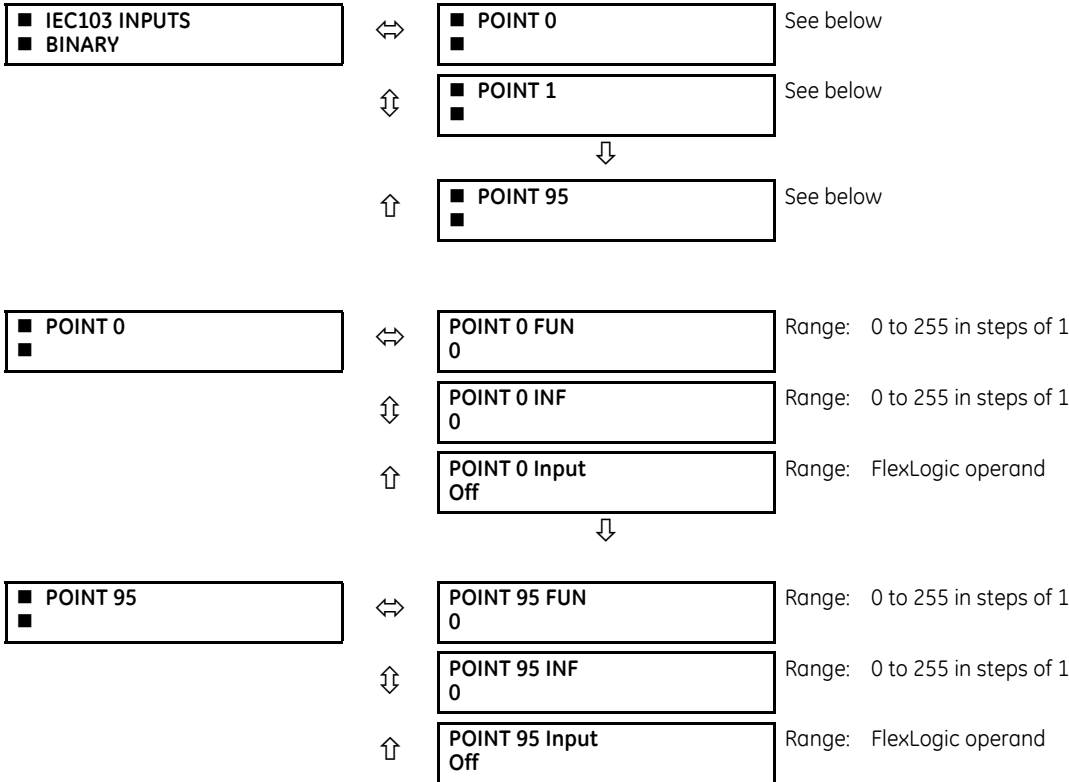 ■ IEC103 INPUTS
■ BINARY
■ POINT 0
■
See below
■ POINT 1
■
See below
■ POINT 95
■
See below
■ POINT 0
■
POINT 0 FUN
0
Range: 0 to 255 in steps of 1
POINT 0 INF
0
Range: 0 to 255 in steps of 1
POINT 0 Input
Off
Range: FlexLogic operand
■ POINT 95
■
POINT 95 FUN
0
Range: 0 to 255 in steps of 1
POINT 95 INF
0
Range: 0 to 255 in steps of 1
POINT 95 Input
Off
Range: FlexLogic operand